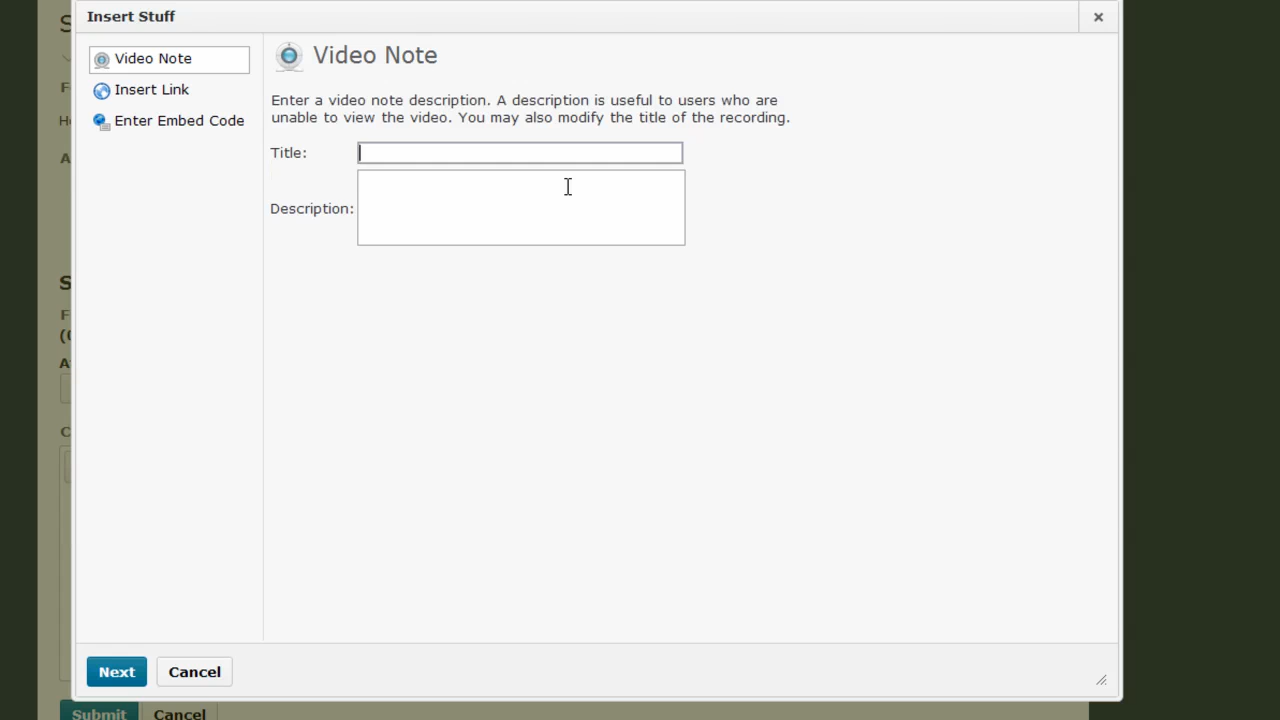 Insert Stuff
Video Note
Insert Link
Enter Embed Code
Video Note
Enter a video note description. A description is useful to users who are
unable to view the video. You may also modify the title of the recording.
Title:
Description:
Next
Cancel
Submit
Cancel